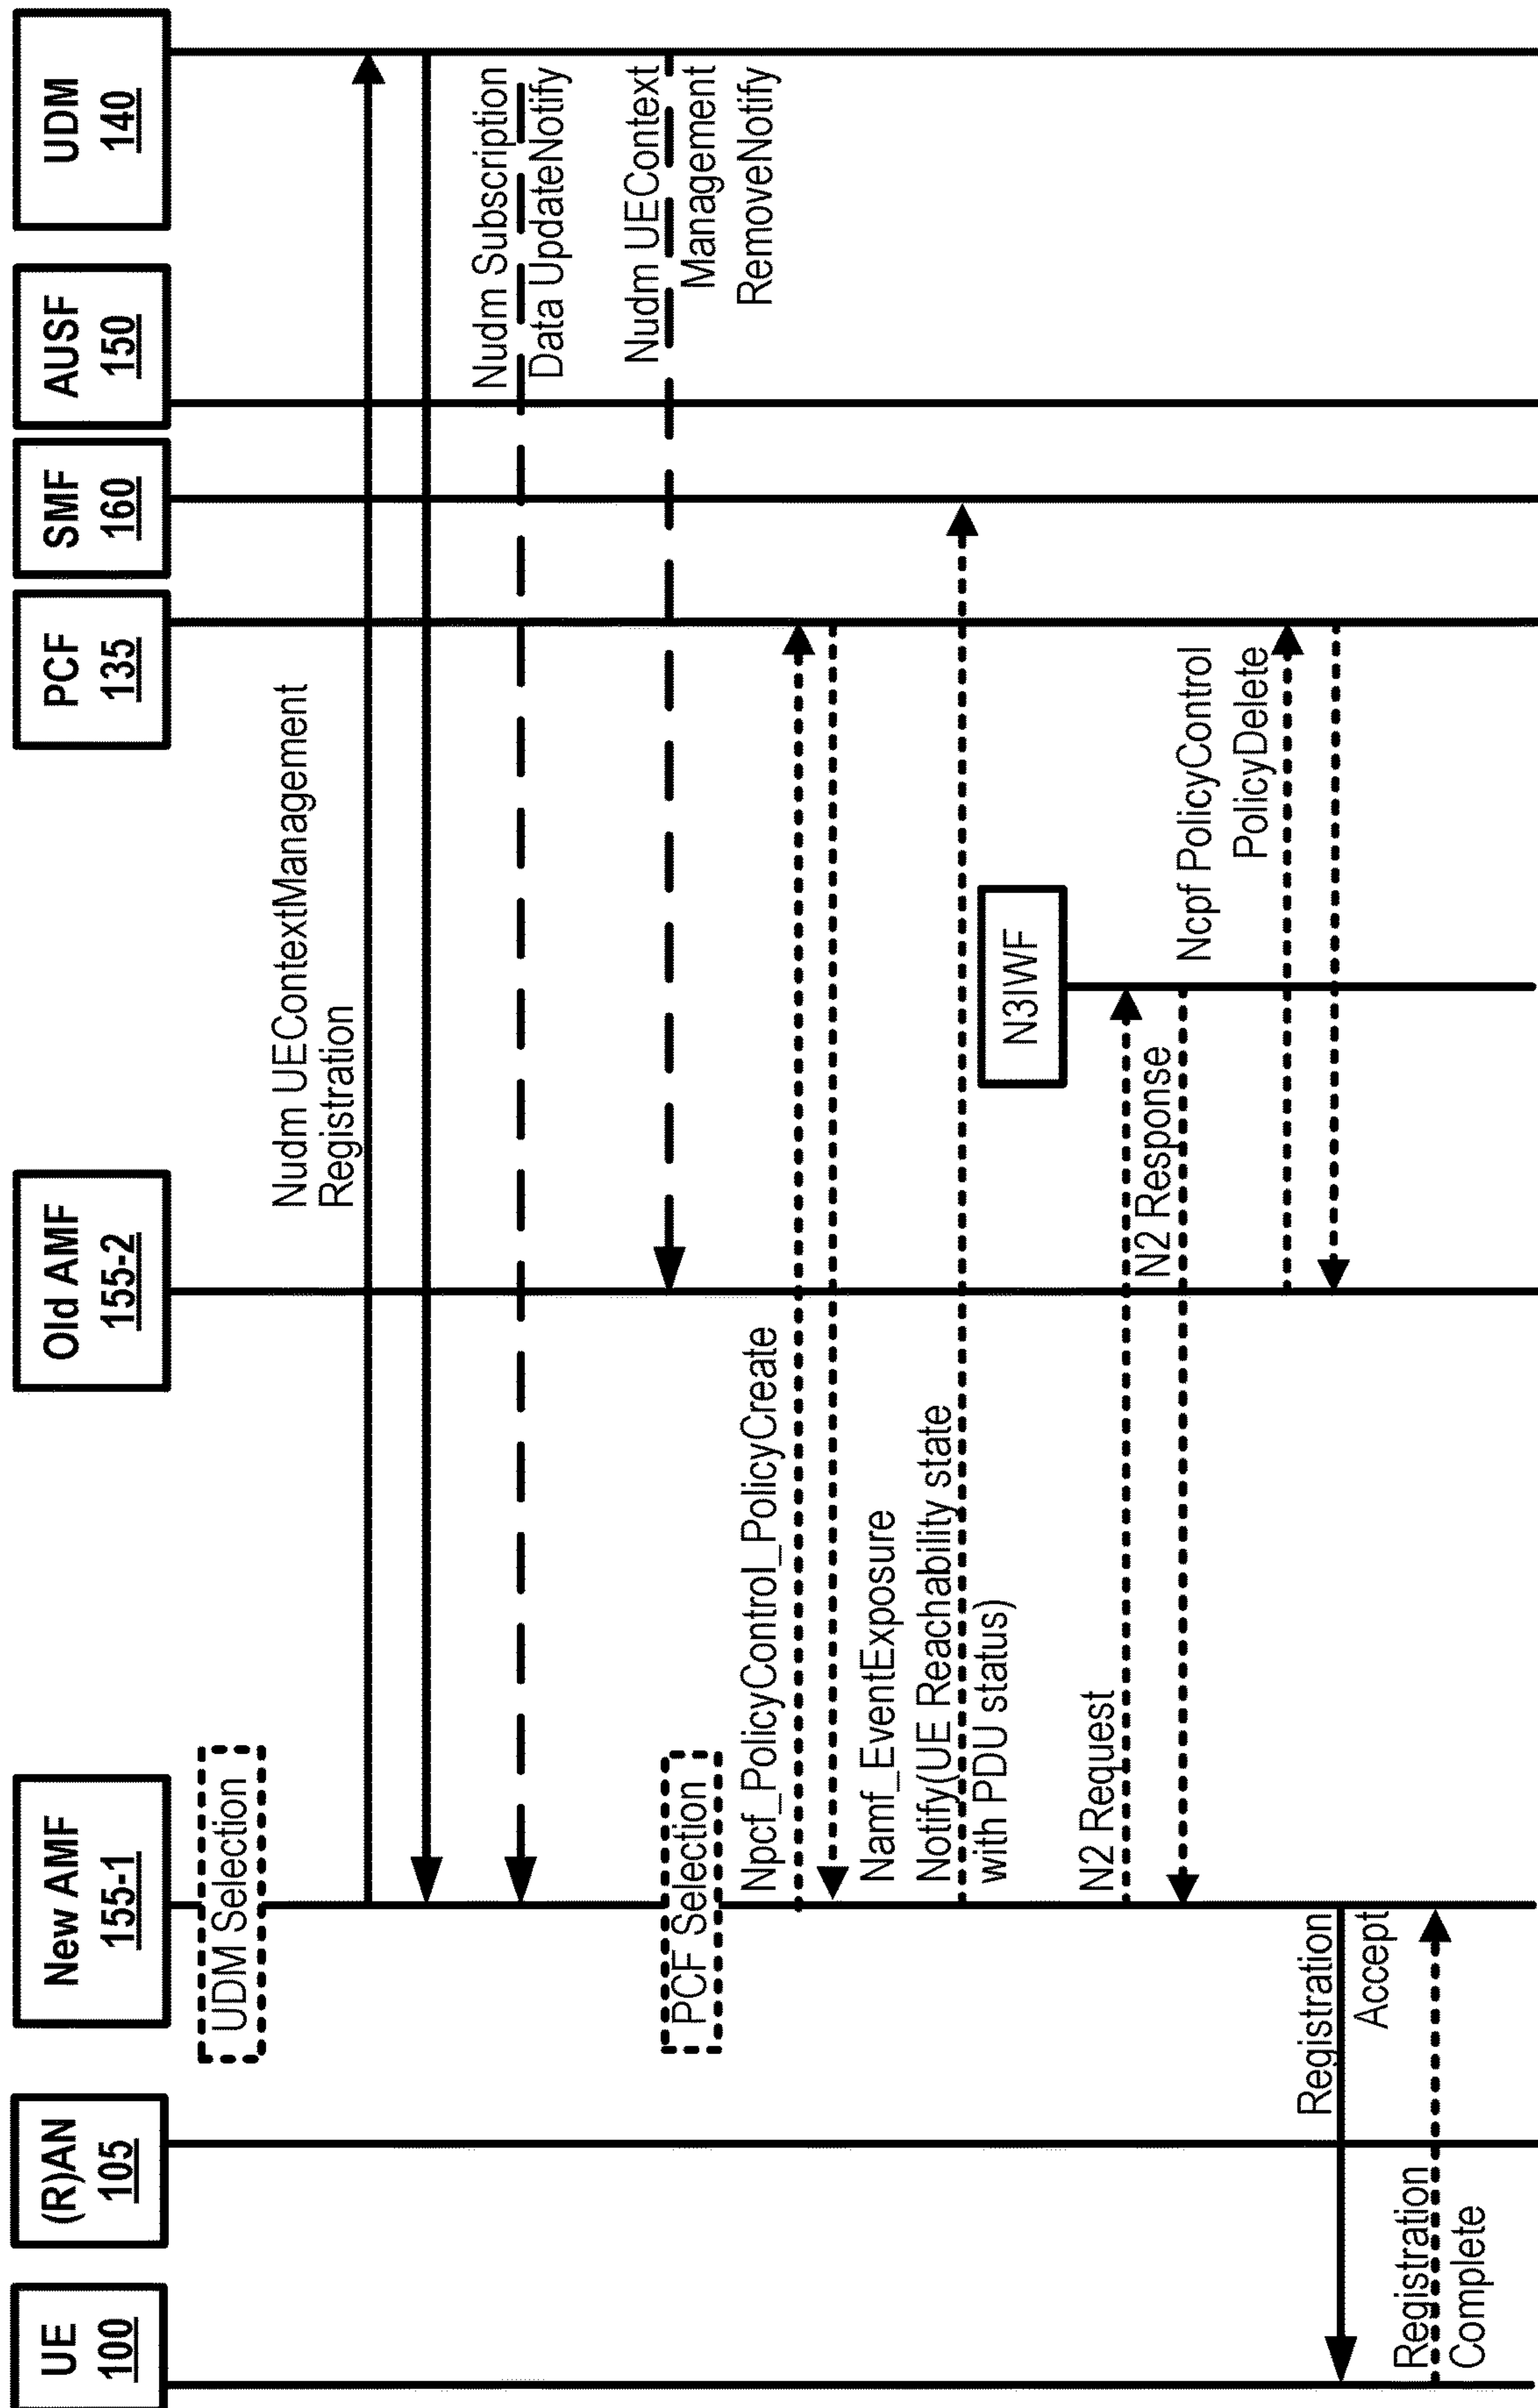 UE
100
(R)AN
105
New AMF
155-1
Old AMF
155-2
PCF
135
SMF
160
AUSF
150
UDM
140
UDM Selection
Nudm UEContextManagement
Registration
Nudm Subscription
Data UpdateNotify
Nudm UEContext
Management
RemoveNotify
PCF Selection
Npcf_PolicyControl_PolicyCreate
Namf_EventExposure
Notify(UE Reachability state
with PDU status)
N3IWF
N2 Request
N2 Response
Ncpf PolicyControl
PolicyDelete
Registration
Accept
Registration
Complete